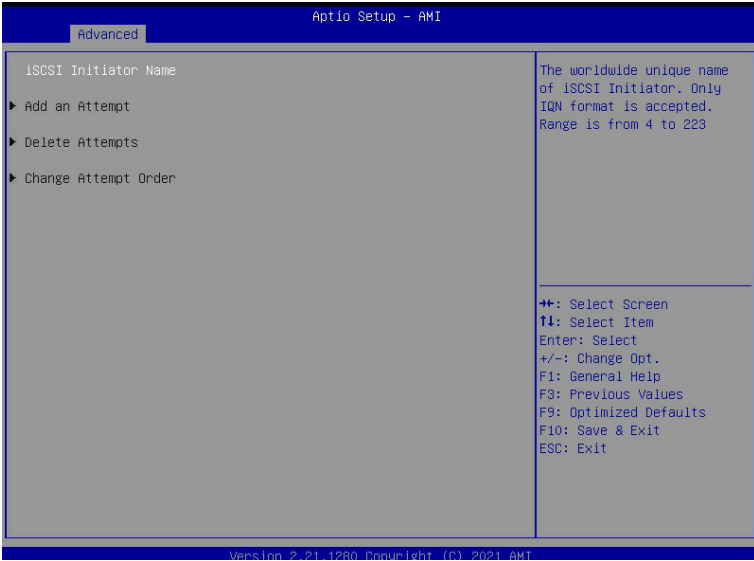 Aptio Setup – AMI
Advanced
iSCSI Initiator Name
▶ Add an Attempt
▶ Delete Attempts
▶ Change Attempt Order
The worldwide unique name
of iSCSI Initiator. Only
IQN format is accepted.
Range is from 4 to 223
→←: Select Screen
↑↓: Select Item
Enter: Select
+/-: Change Opt.
F1: General Help
F3: Previous Values
F9: Optimized Defaults
F10: Save & Exit
ESC: Exit
Version 2.21.1280 Copyright (C) 2021 AMI